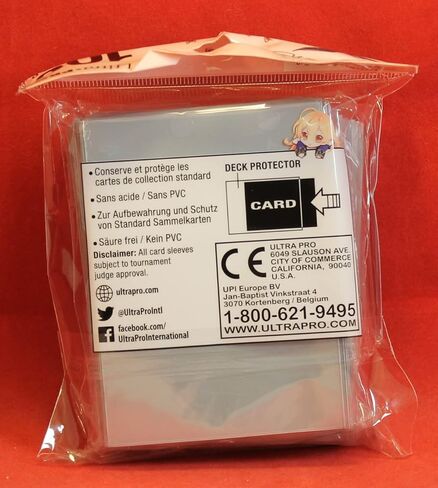 • Conserve et protège les
cartes de collection standard
• Sans acide / Sans PVC
• Zur Aufbewahrung und Schutz
von Standard Sammelkarten
• Säure frei / Kein PVC
Disclaimer: All card sleeves
subject to tournament
judge approval.
ultrapro.com
@UltraProIntl
facebook.com/
UltraProInternational
DECK PROTECTOR
CARD
CE
ULTRA PRO
6049 SLAUSON AVE.
CITY OF COMMERCE
CALIFORNIA, 90040
U.S.A.
UPI Europe BV
Jan-Baptist Vinkstraat 4
3070 Kortenberg / Belgium
1-800-621-9495
WWW.ULTRAPRO.COM